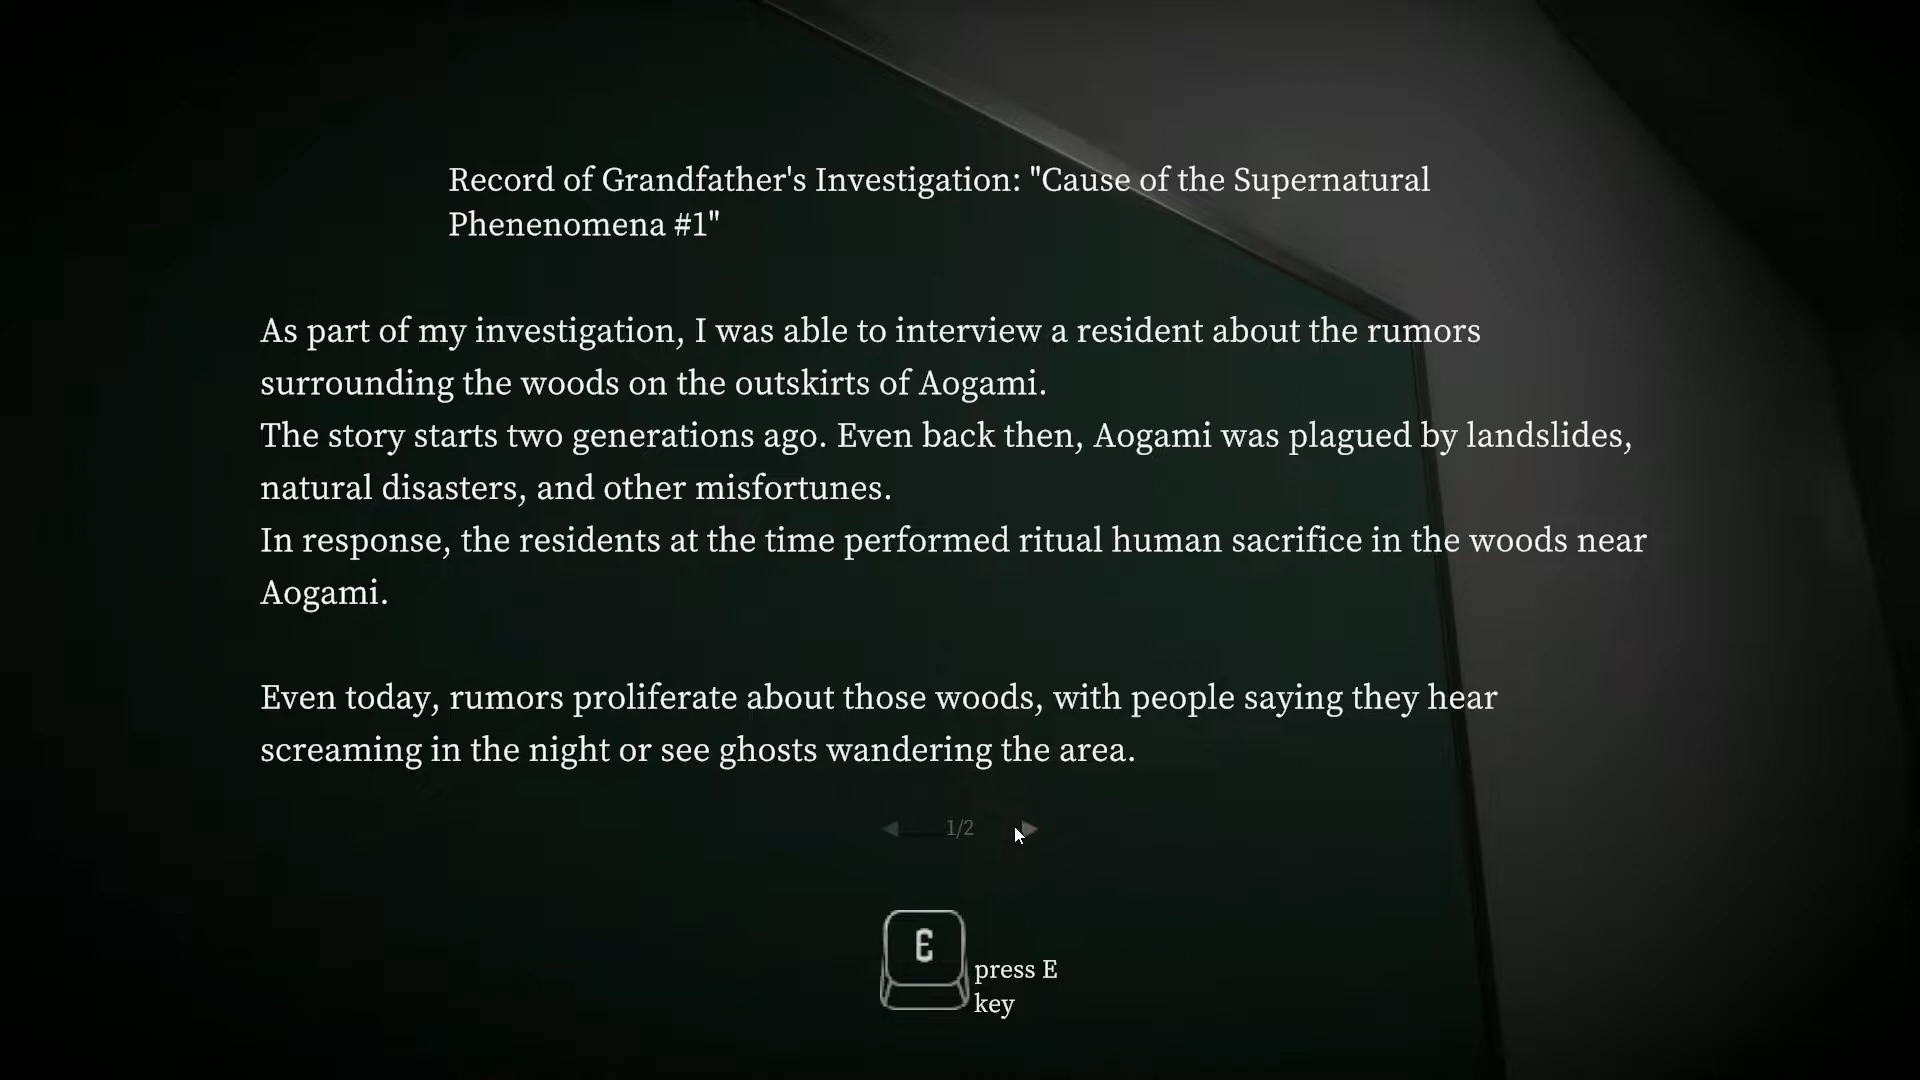 Record of Grandfather's Investigation: "Cause of the Supernatural
Phenenomena #1"
As part of my investigation, I was able to interview a resident about the rumors
surrounding the woods on the outskirts of Aogami.
The story starts two generations ago. Even back then, Aogami was plagued by landslides,
natural disasters, and other misfortunes.
In response, the residents at the time performed ritual human sacrifice in the woods near
Aogami.
Even today, rumors proliferate about those woods, with people saying they hear
screaming in the night or see ghosts wandering the area.
1/2
E
press E
key